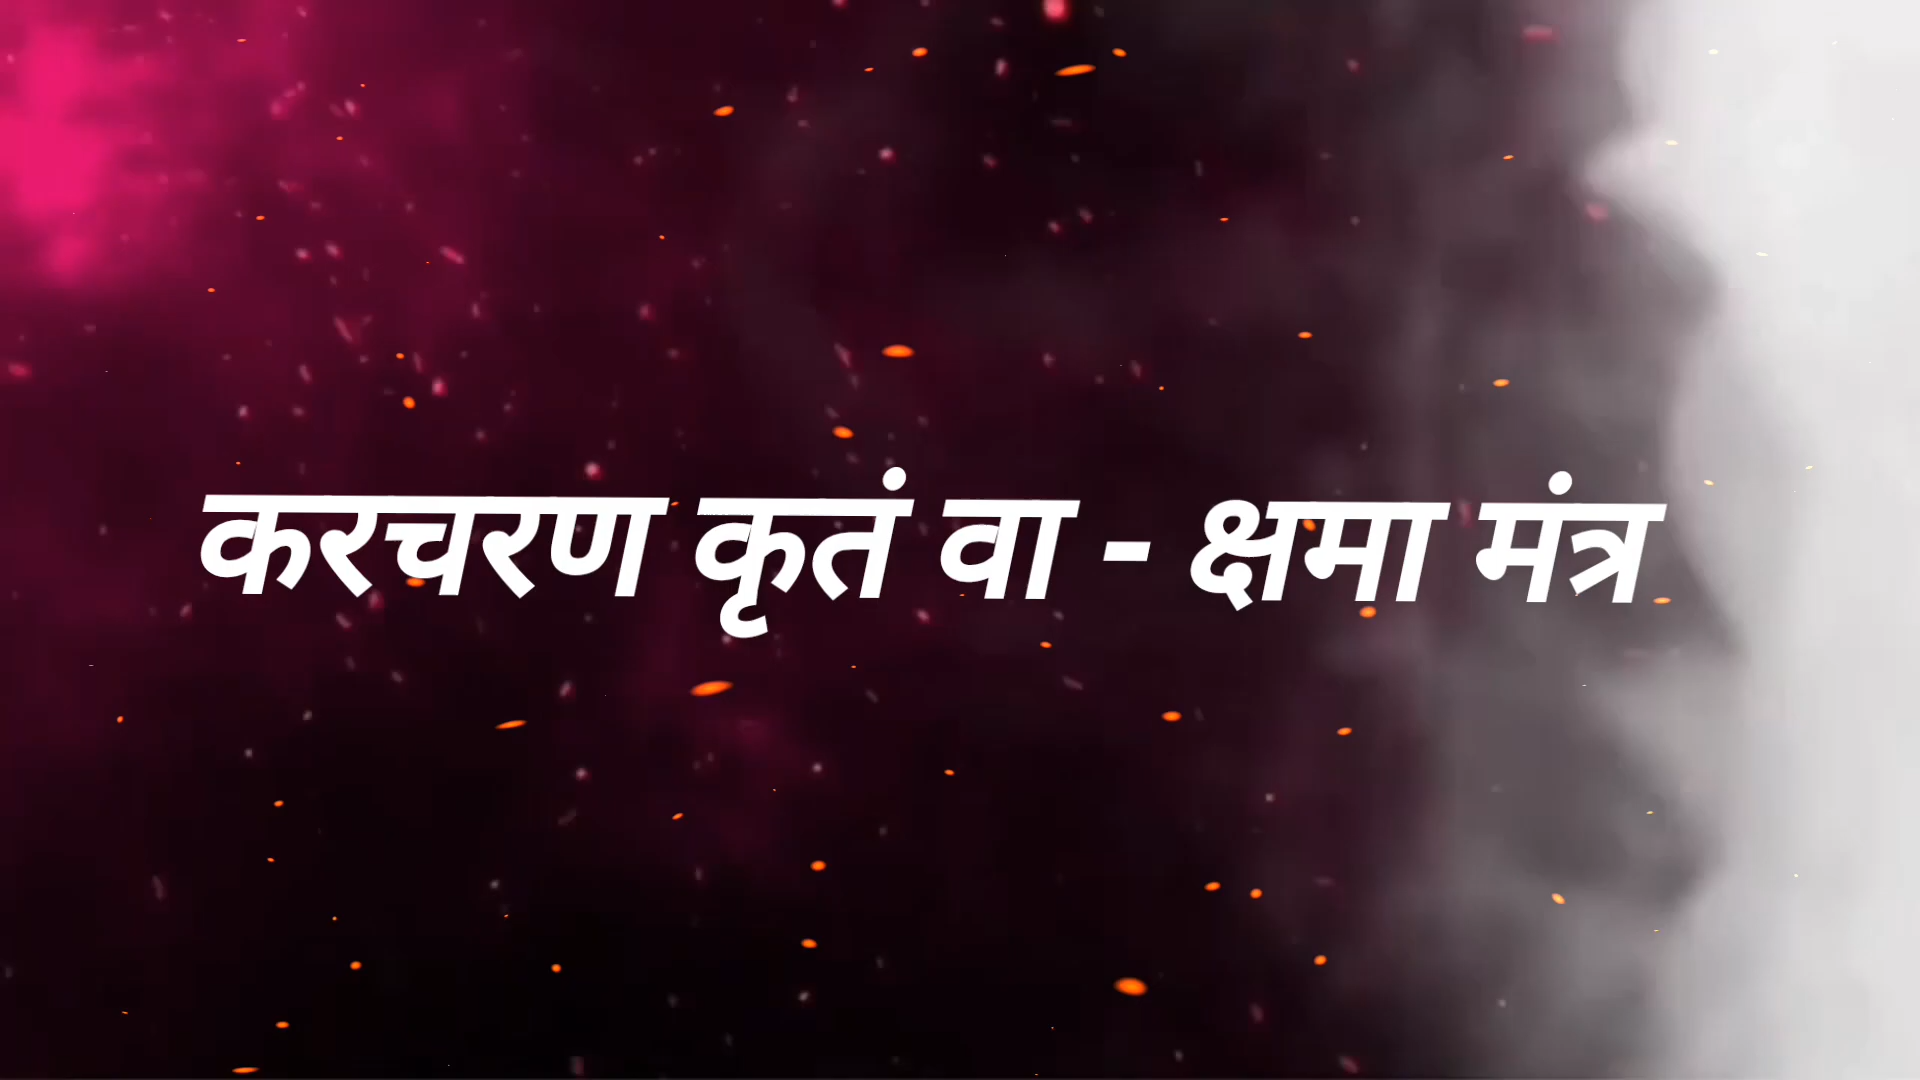 करचरण कृतं वा - क्षमा मंत्र